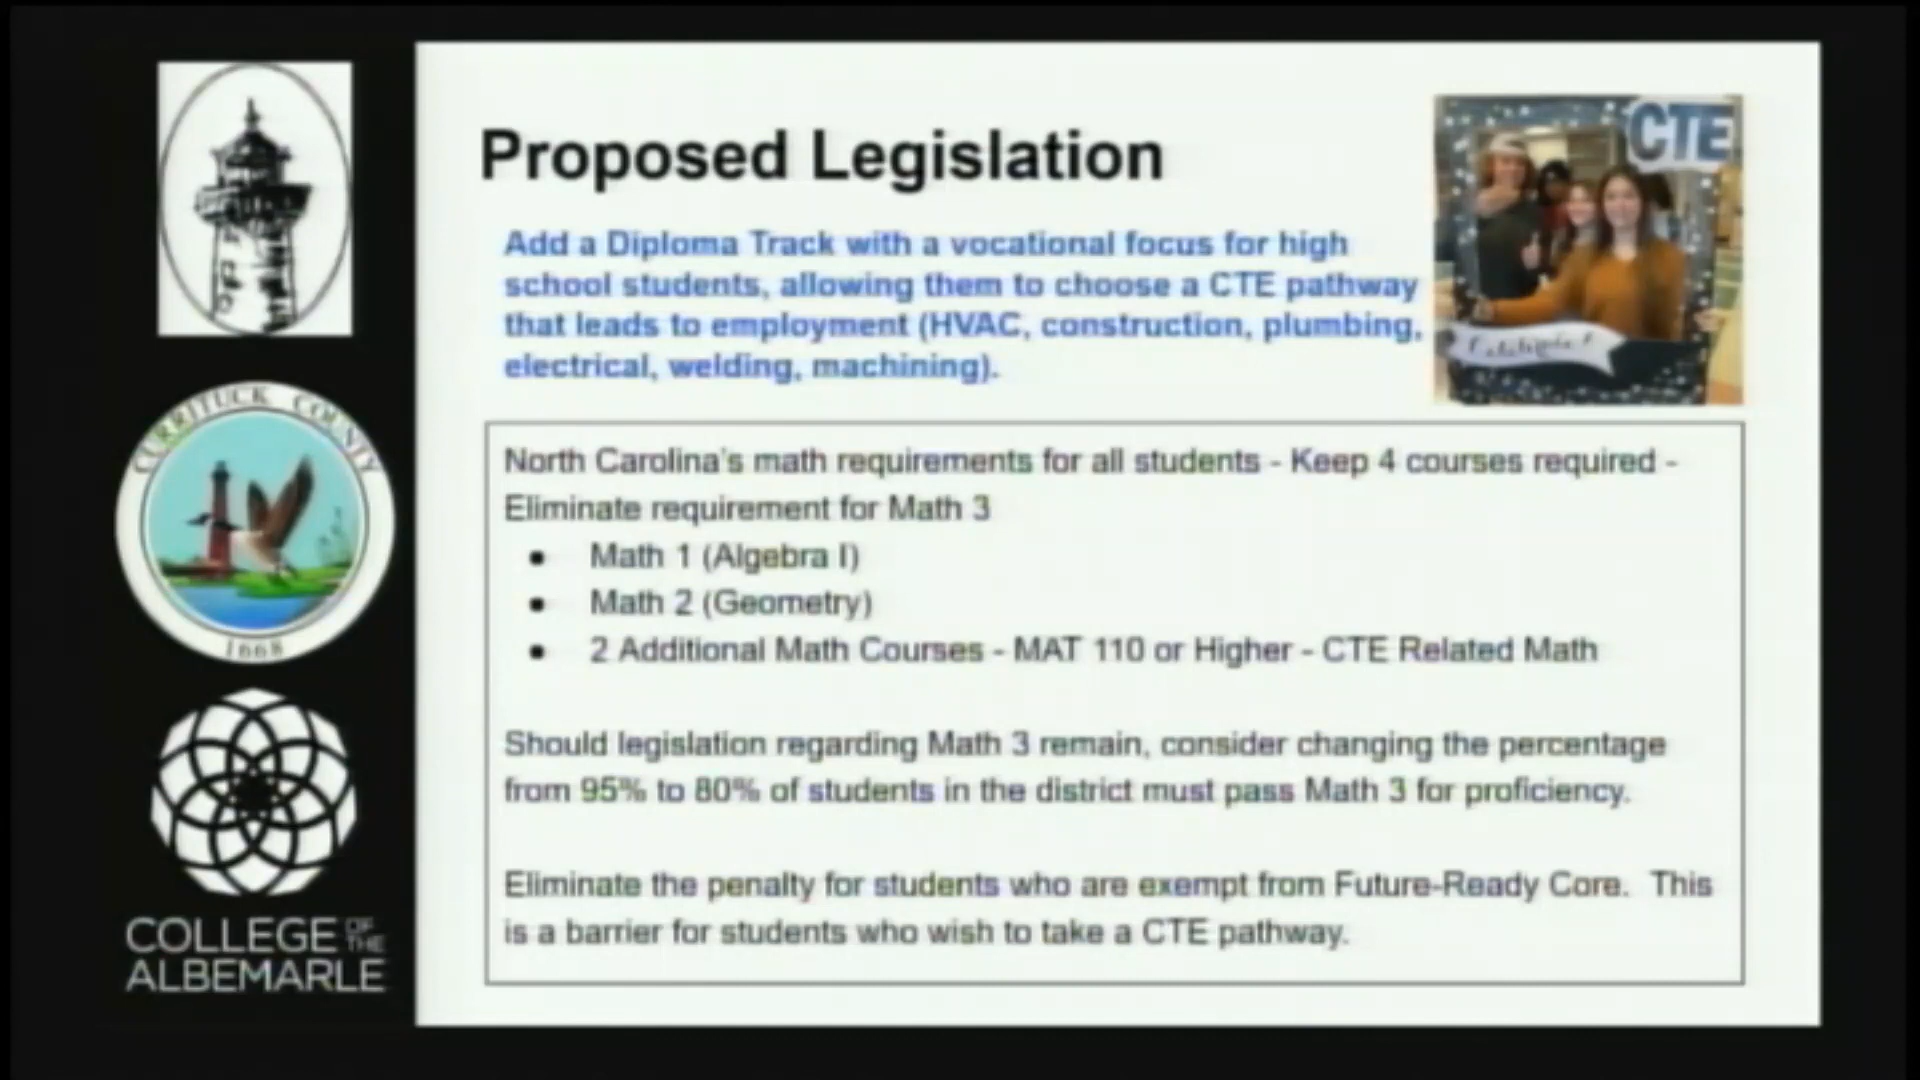 Proposed Legislation
CTE
Add a Diploma Track with a vocational focus for high
school students, allowing them to choose a CTE pathway
that leads to employment (HVAC, construction, plumbing,
electrical, welding, machining).
Celebrate!
North Carolina's math requirements for all students - Keep 4 courses required -
Eliminate requirement for Math 3
● Math 1 (Algebra I)
● Math 2 (Geometry)
● 2 Additional Math Courses - MAT 110 or Higher - CTE Related Math
Should legislation regarding Math 3 remain, consider changing the percentage
from 95% to 80% of students in the district must pass Math 3 for proficiency.
Eliminate the penalty for students who are exempt from Future-Ready Core. This
is a barrier for students who wish to take a CTE pathway.
CURRITUCK COUNTY
1668
COLLEGE OF THE
ALBEMARLE